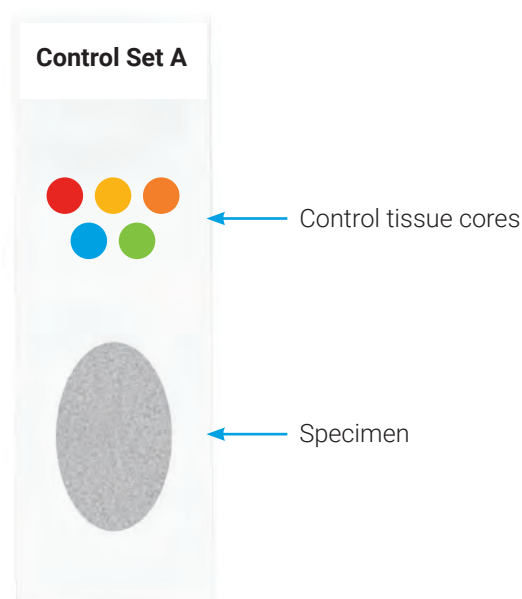 Control Set A
Control tissue cores
Specimen